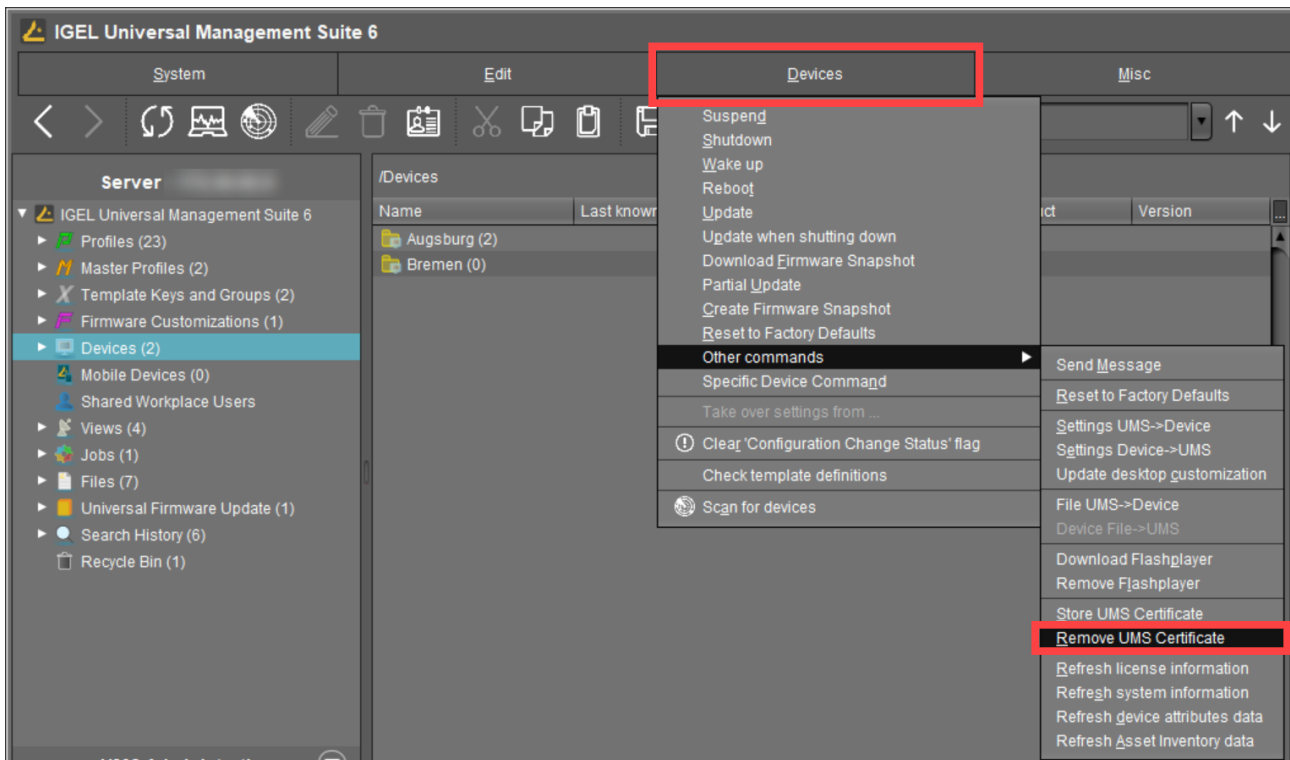 IGEL Universal Management Suite 6
System Edit Devices Misc
Server
IGEL Universal Management Suite 6
Profiles (23)
Master Profiles (2)
Template Keys and Groups (2)
Firmware Customizations (1)
Devices (2)
Mobile Devices (0)
Shared Workplace Users
Views (4)
Jobs (1)
Files (7)
Universal Firmware Update (1)
Search History (6)
Recycle Bin (1)
/Devices
Name Version
Augsburg (2)
Bremen (0)
Suspend
Shutdown
Wake up
Reboot
Update
Update when shutting down
Download Firmware Snapshot
Partial Update
Create Firmware Snapshot
Reset to Factory Defaults
Other commands
Specific Device Command
Take over settings from ...
Clear 'Configuration Change Status' flag
Check template definitions
Scan for devices
Send Message
Reset to Factory Defaults
Settings UMS->Device
Settings Device->UMS
Update desktop customization
File UMS->Device
Device File->UMS
Download Flashplayer
Remove Flashplayer
Store UMS Certificate
Remove UMS Certificate
Refresh license information
Refresh system information
Refresh device attributes data
Refresh Asset Inventory data